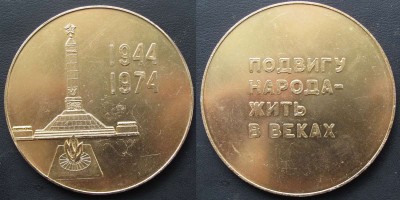 1944
1974
ПОДВИГУ
НАРОДА-
ЖИТЬ
В ВЕКАХ